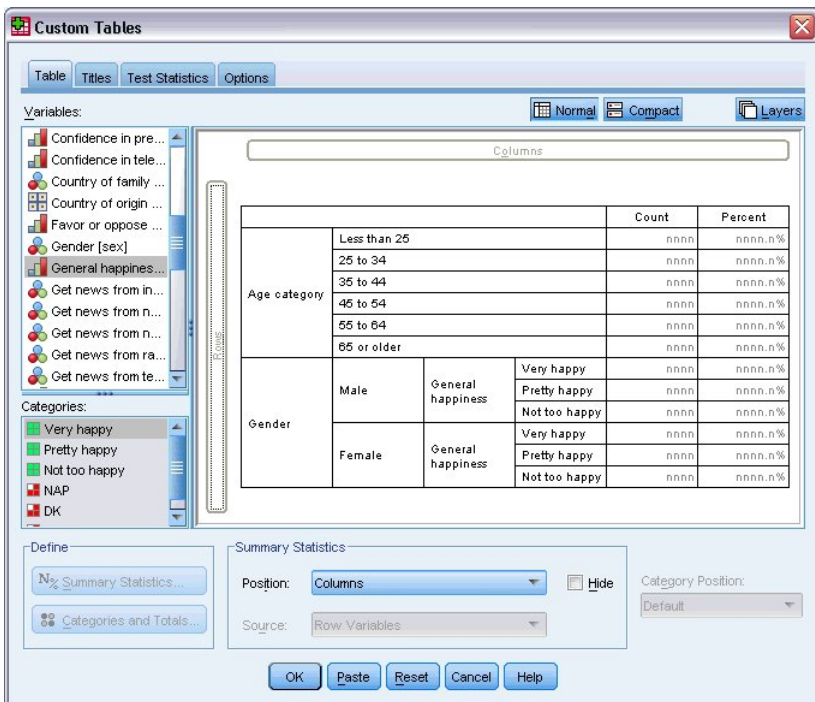 Custom Tables
Table Titles Test Statistics Options
Variables:
Normal Compact Layers
Confidence in pre...
Confidence in tele...
Country of family ...
Country of origin ...
Favor or oppose ...
Gender [sex]
General happines...
Get news from in...
Get news from n...
Get news from n...
Get news from ra...
Get news from te...
Categories:
Very happy
Pretty happy
Not too happy
NAP
DK
Columns
Rows
Count Percent
Age category
Less than 25 nnnn nnnn.n%
25 to 34 nnnn nnnn.n%
35 to 44 nnnn nnnn.n%
45 to 54 nnnn nnnn.n%
55 to 64 nnnn nnnn.n%
65 or older nnnn nnnn.n%
Gender
Male
General
happiness
Very happy nnnn nnnn.n%
Pretty happy nnnn nnnn.n%
Not too happy nnnn nnnn.n%
Female
General
happiness
Very happy nnnn nnnn.n%
Pretty happy nnnn nnnn.n%
Not too happy nnnn nnnn.n%
Define
N% Summary Statistics...
Categories and Totals...
Summary Statistics
Position: Columns Hide
Source: Row Variables
Category Position:
Default
OK Paste Reset Cancel Help